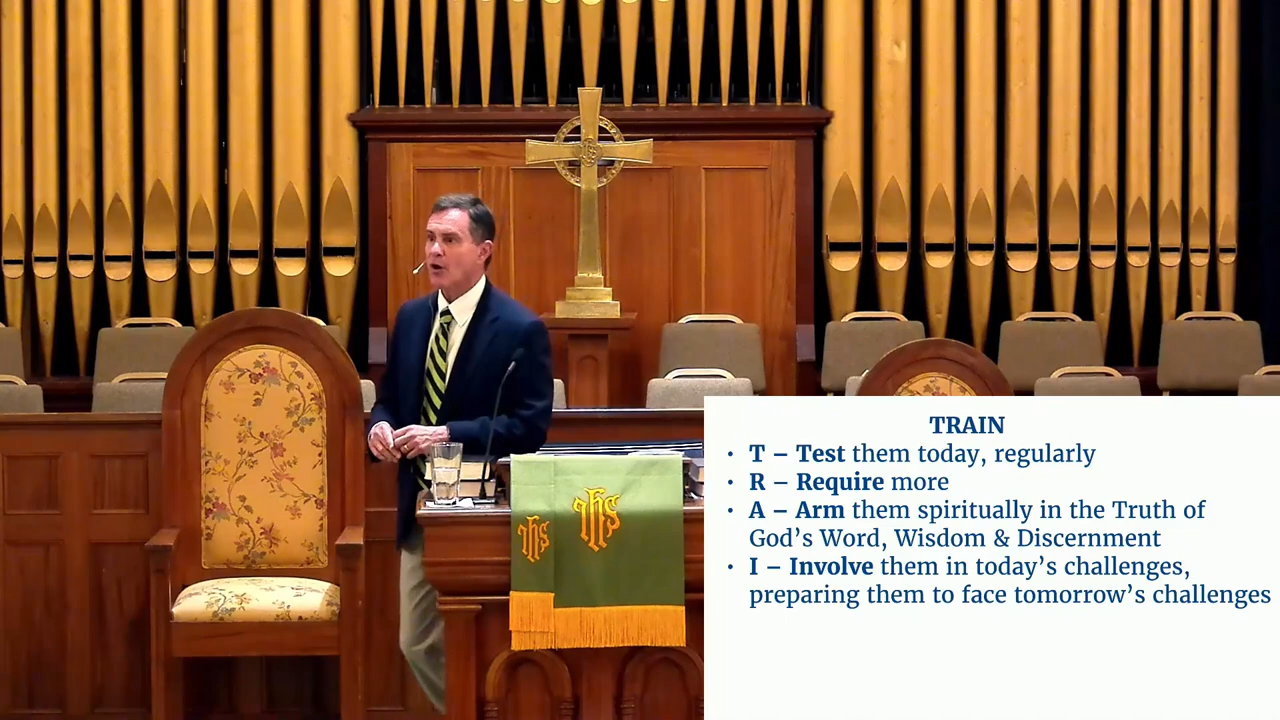 IHS
IHS
TRAIN
• T – Test them today, regularly
• R – Require more
• A – Arm them spiritually in the Truth of
God’s Word, Wisdom & Discernment
• I – Involve them in today’s challenges,
preparing them to face tomorrow’s challenges